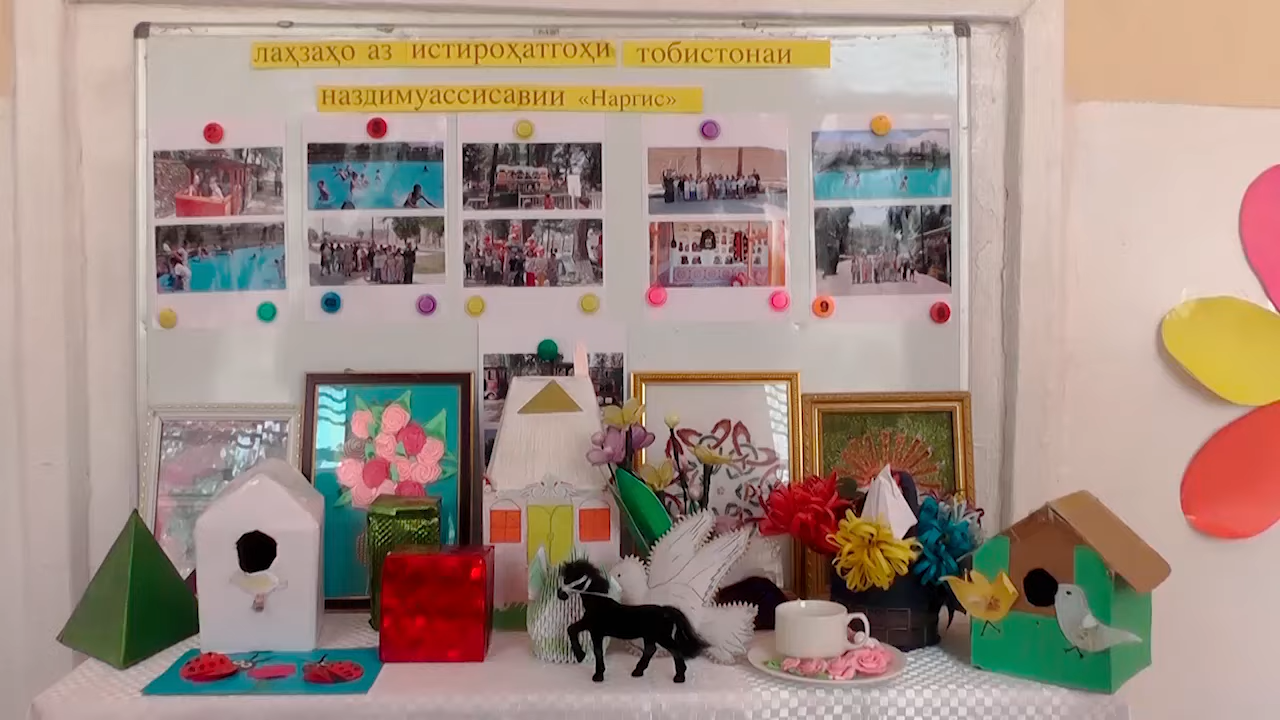 лаҳзаҳо аз истироҳатгоҳи тобистонаи
наздимуассисавии «Наргис»